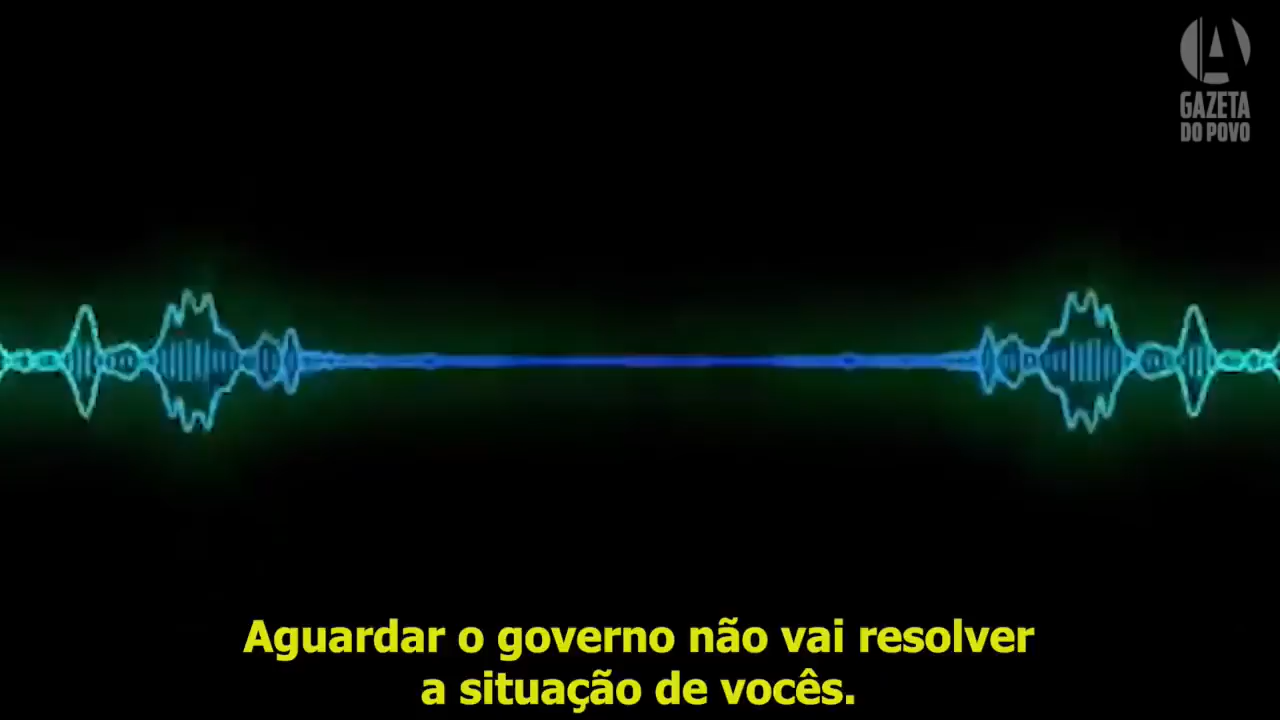 GAZETA
DO POVO
Aguardar o governo não vai resolver
a situação de vocês.